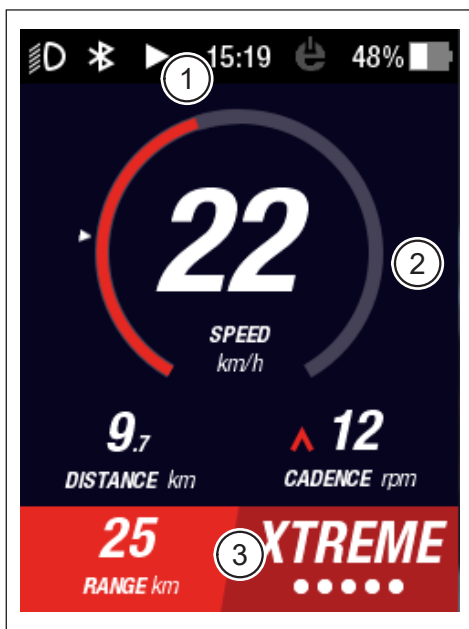 15:19 48%
1
22
2
SPEED
km/h
9.7 12
DISTANCE km CADENCE rpm
25 3 XTREME
RANGE km